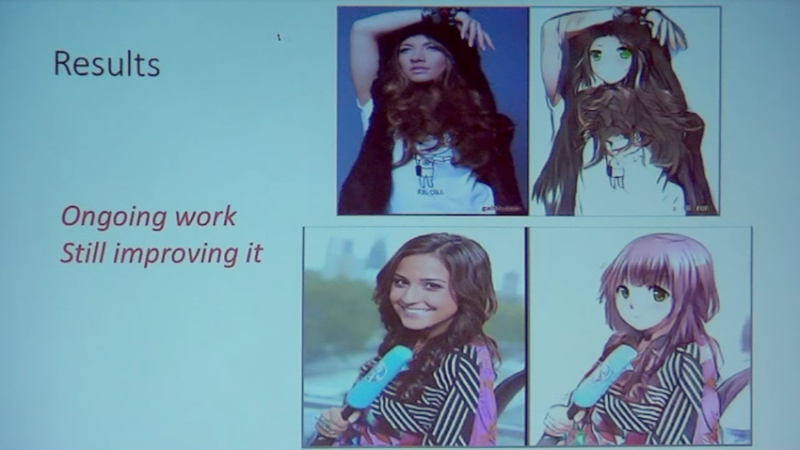 Results
Ongoing work
Still improving it